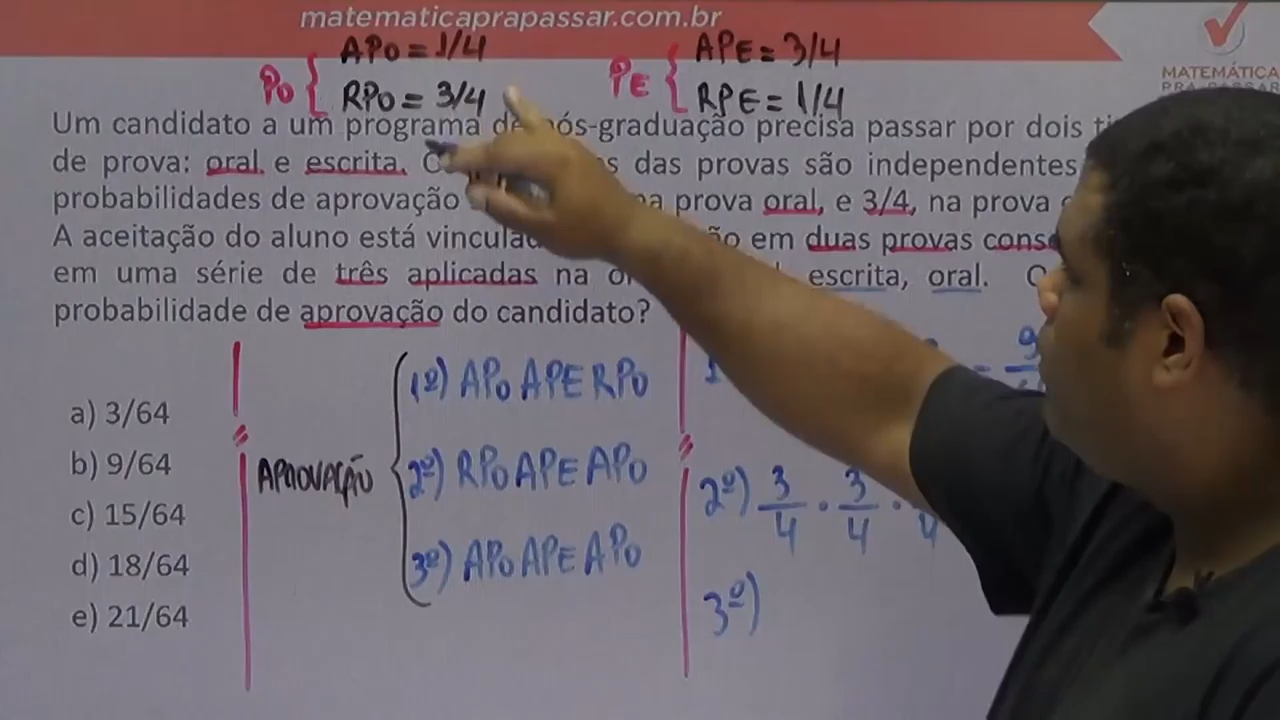 matematicaprapassar.com.br
MATEMÁTICA
PRA PASSAR
PO { APO = 1/4
RPO = 3/4
PE { APE = 3/4
RPE = 1/4
Um candidato a um programa de pós-graduação precisa passar por dois
de prova: oral e escrita. das provas são independentes
probabilidades de aprovação na prova oral, e 3/4, na prova
A aceitação do aluno está em duas provas
em uma série de três aplicadas na escrita, oral.
probabilidade de aprovação do candidato?
a) 3/64
b) 9/64
c) 15/64
d) 18/64
e) 21/64
APROVAÇÃO
1º) APO APE RPO
2º) RPO APE APO
3º) APO APE APO
= 9
2º) 3/4 . 3/4 . /4
3º)